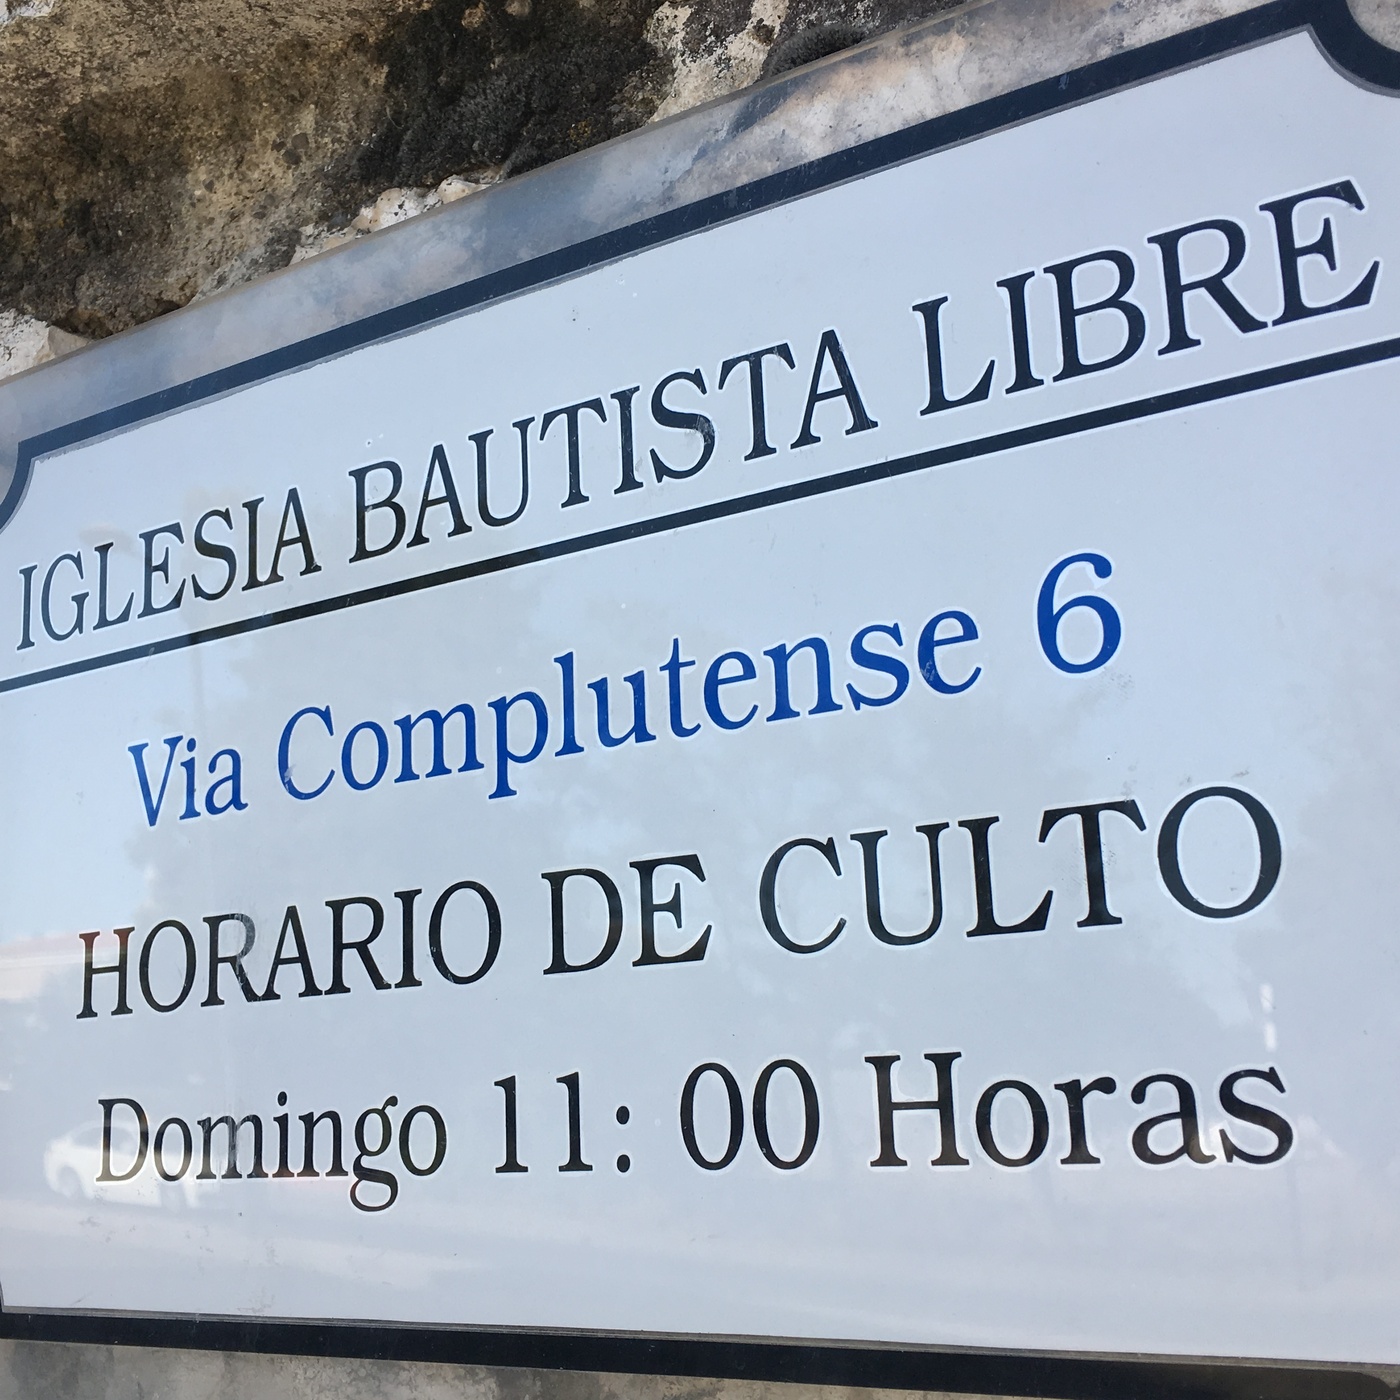 IGLESIA BAUTISTA LIBRE
Via Complutense 6
HORARIO DE CULTO
Domingo 11: 00 Horas